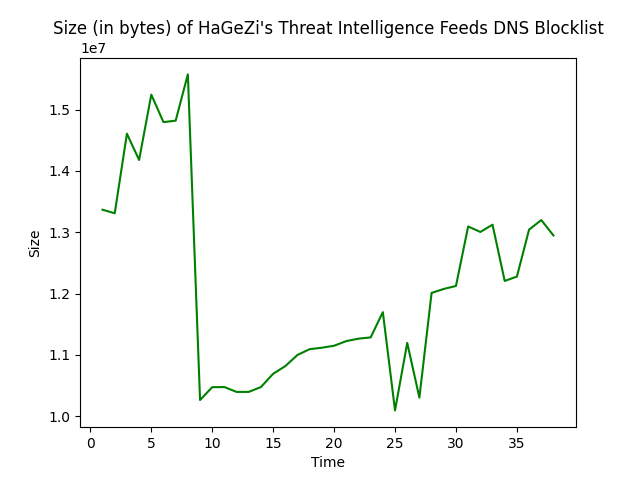 Size (in bytes) of HaGeZi's Threat Intelligence Feeds DNS Blocklist
1e7
1.5
1.4
1.3
1.2
1.1
1.0
Size
0 5 10 15 20 25 30 35
Time